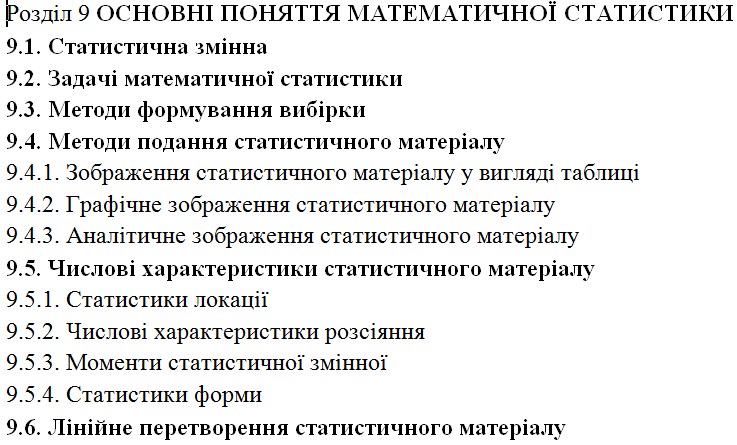 Розділ 9 ОСНОВНІ ПОНЯТТЯ МАТЕМАТИЧНОЇ СТАТИСТИКИ
9.1. Статистична змінна
9.2. Задачі математичної статистики
9.3. Методи формування вибірки
9.4. Методи подання статистичного матеріалу
9.4.1. Зображення статистичного матеріалу у вигляді таблиці
9.4.2. Графічне зображення статистичного матеріалу
9.4.3. Аналітичне зображення статистичного матеріалу
9.5. Числові характеристики статистичного матеріалу
9.5.1. Статистики локації
9.5.2. Числові характеристики розсіяння
9.5.3. Моменти статистичної змінної
9.5.4. Статистики форми
9.6. Лінійне перетворення статистичного матеріалу